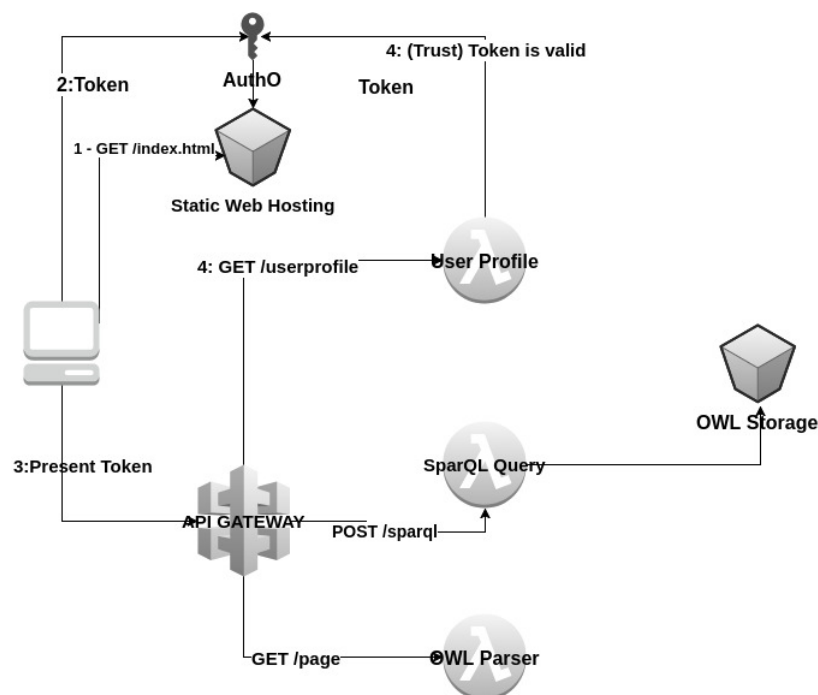 4: (Trust) Token is valid
2:Token
AuthO
Token
1 - GET /index.html
Static Web Hosting
4: GET /userprofile
User Profile
OWL Storage
3:Present Token
SparQL Query
API GATEWAY
POST /sparql
GET /page
OWL Parser